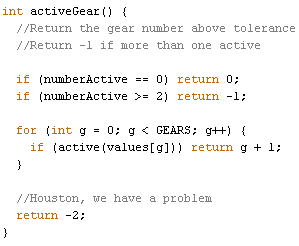 int activeGear() {
  //Return the gear number above tolerance
  //Return -1 if more than one active
  if (numberActive == 0) return 0;
  if (numberActive >= 2) return -1;
  for (int g = 0; g < GEARS; g++) {
    if (active(values[g])) return g + 1;
  }
  //Houston, we have a problem
  return -2;
}